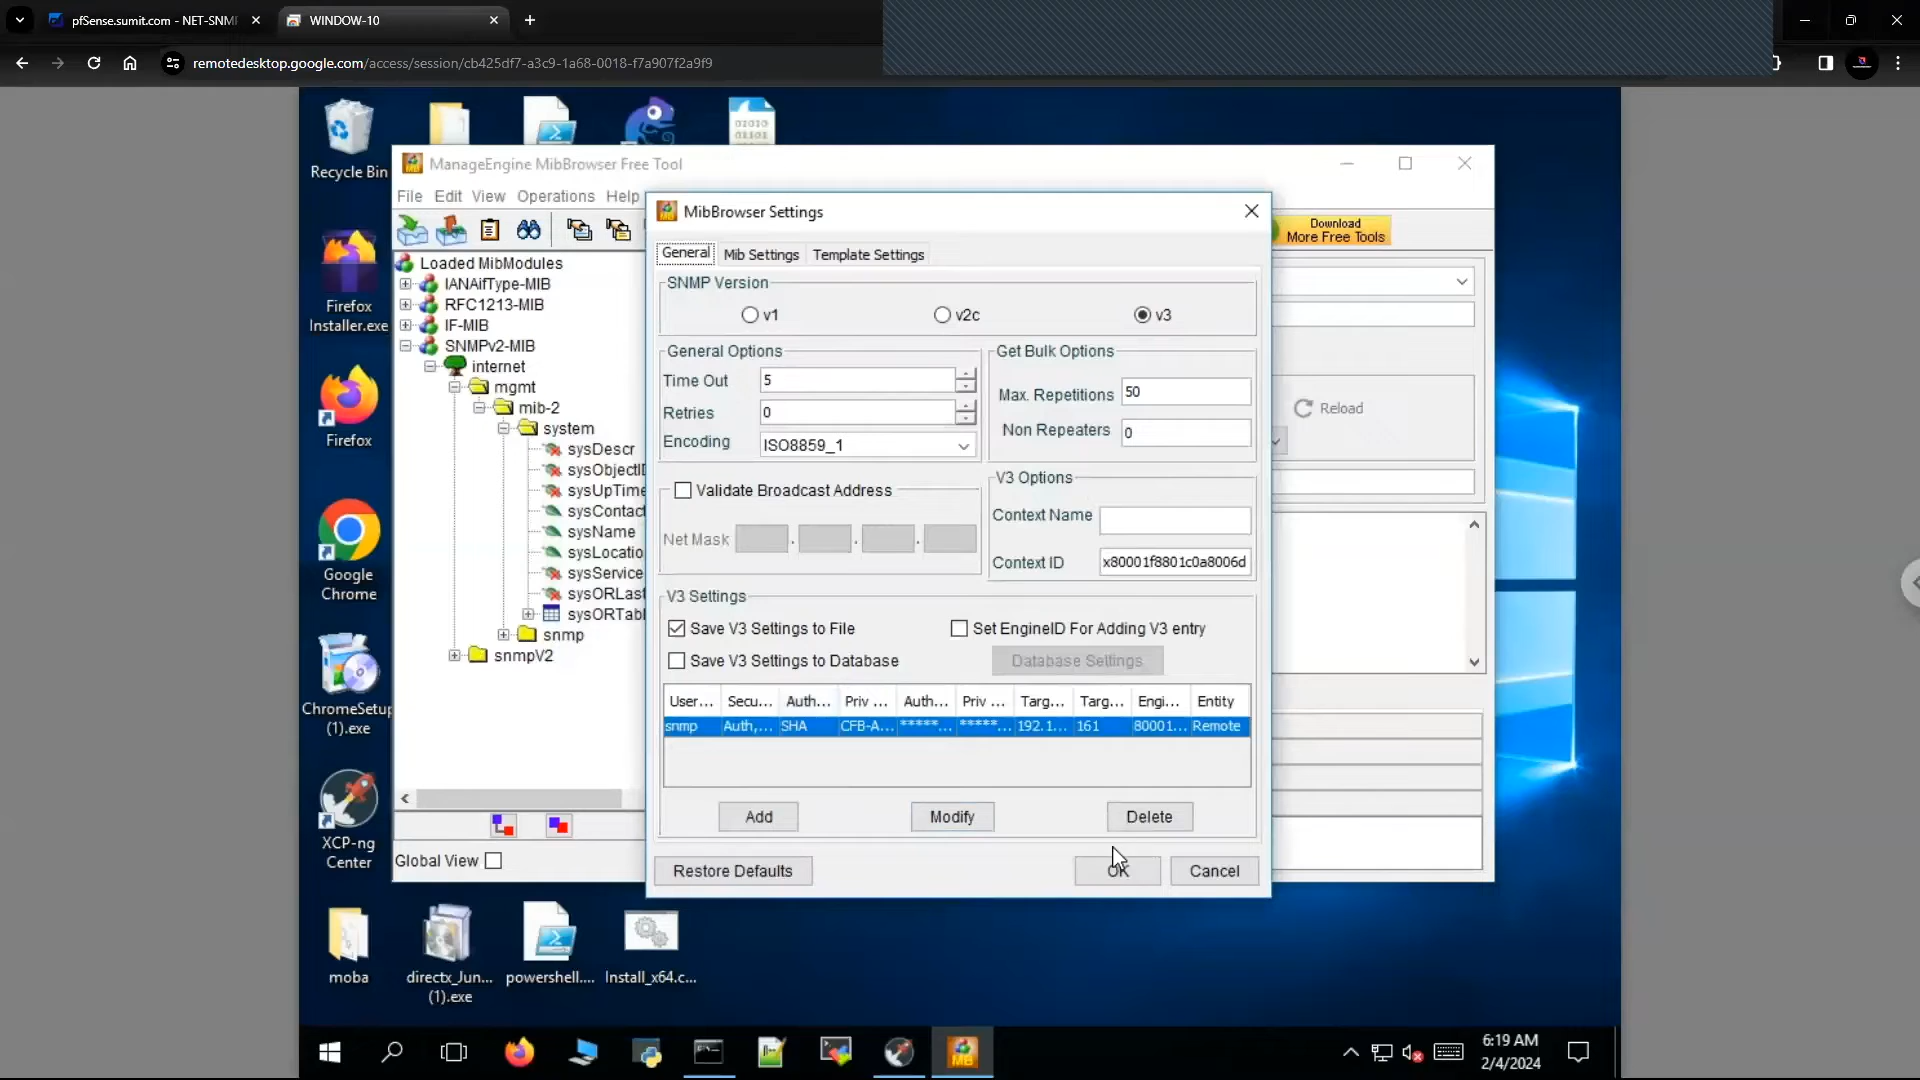 pfSense.sumit.com - NET-SNMP
WINDOW-10
remotedesktop.google.com/access/session/cb425df7-a3c9-1a68-0018-f7a907f2a9f9
Recycle Bin
Firefox
Installer.exe
Firefox
Google
Chrome
ChromeSetup
(1).exe
XCP-ng
Center
moba
directx_Jun...
(1).exe
powershell....
Install_x64.c...
ManageEngine MibBrowser Free Tool
File Edit View Operations Help
Download
More Free Tools
Loaded MibModules
IANAifType-MIB
RFC1213-MIB
IF-MIB
SNMPv2-MIB
internet
mgmt
mib-2
system
sysDescr
sysObjectID
sysUpTime
sysContact
sysName
sysLocatio
sysService
sysORLast
sysORTabl
snmp
snmpV2
Global View
Reload
MibBrowser Settings
General Mib Settings Template Settings
SNMP Version
v1 v2c v3
General Options
Time Out 5
Retries 0
Encoding ISO8859_1
Get Bulk Options
Max. Repetitions 50
Non Repeaters 0
Validate Broadcast Address
Net Mask . . .
V3 Options
Context Name
Context ID x80001f8801c0a8006d
V3 Settings
Save V3 Settings to File Set EngineID For Adding V3 entry
Save V3 Settings to Database Database Settings
User... Secu... Auth... Priv ... Auth... Priv ... Targ... Targ... Engi... Entity
snmp Auth,... SHA CFB-A... *****... *****... 192.1... 161 80001... Remote
Add Modify Delete
Restore Defaults OK Cancel
6:19 AM
2/4/2024